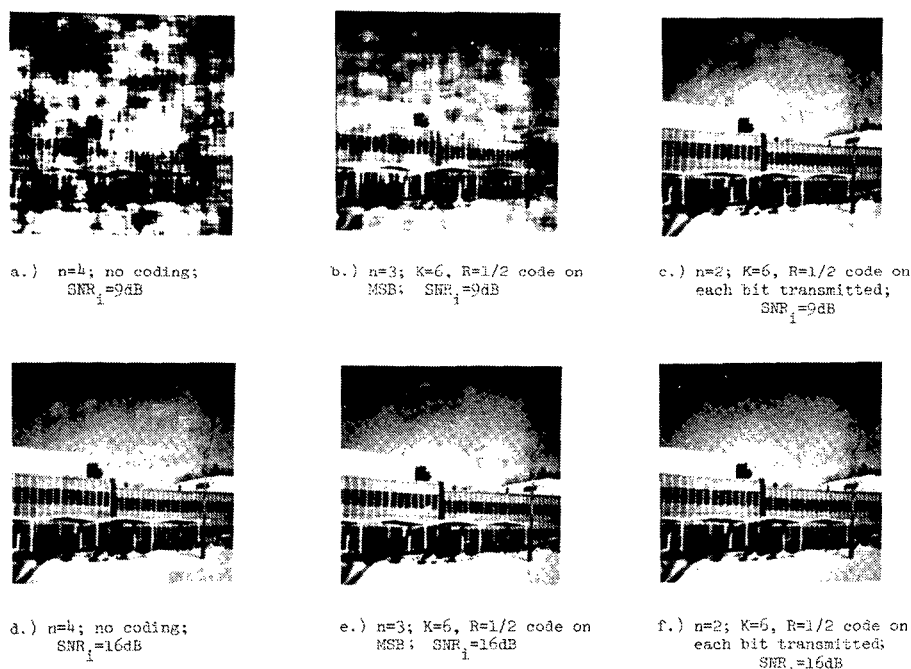 a.) n=4; no coding;
SNR_i=9dB
b.) n=3; K=6, R=1/2 code on
MSB; SNR_i=9dB
c.) n=2; K=6, R=1/2 code on
each bit transmitted;
SNR_i=9dB
d.) n=4; no coding;
SNR_i=16dB
e.) n=3; K=6, R=1/2 code on
MSB; SNR_i=16dB
f.) n=2; K=6, R=1/2 code on
each bit transmitted;
SNR_i=16dB